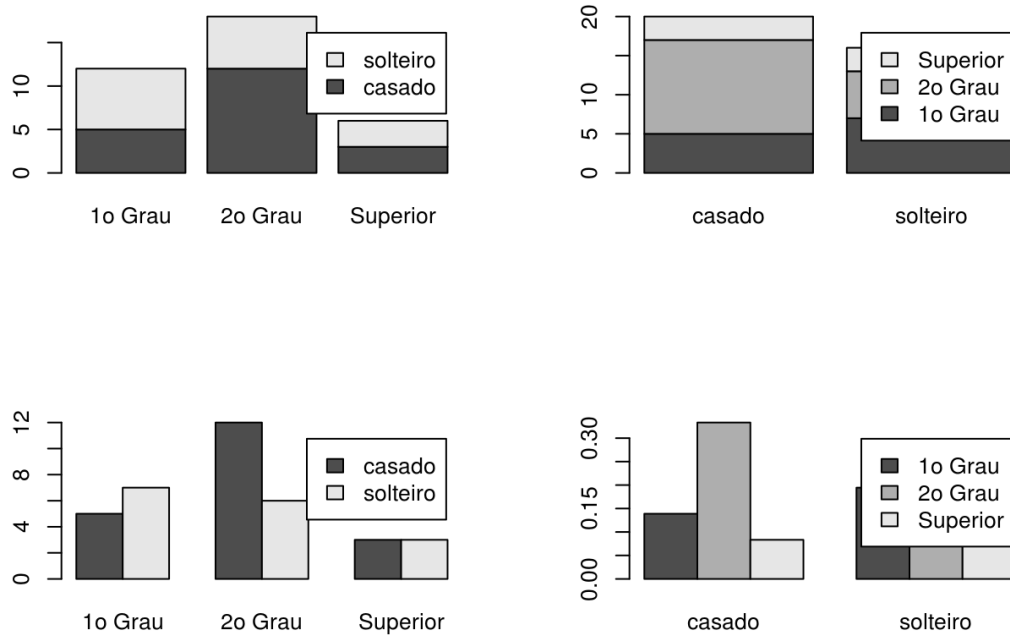 15
10
5
0
solteiro
casado
1o Grau 2o Grau Superior
20
10
5
0
Superior
2o Grau
1o Grau
casado solteiro
12
8
4
0
casado
solteiro
1o Grau 2o Grau Superior
0.30
0.15
0.00
1o Grau
2o Grau
Superior
casado solteiro